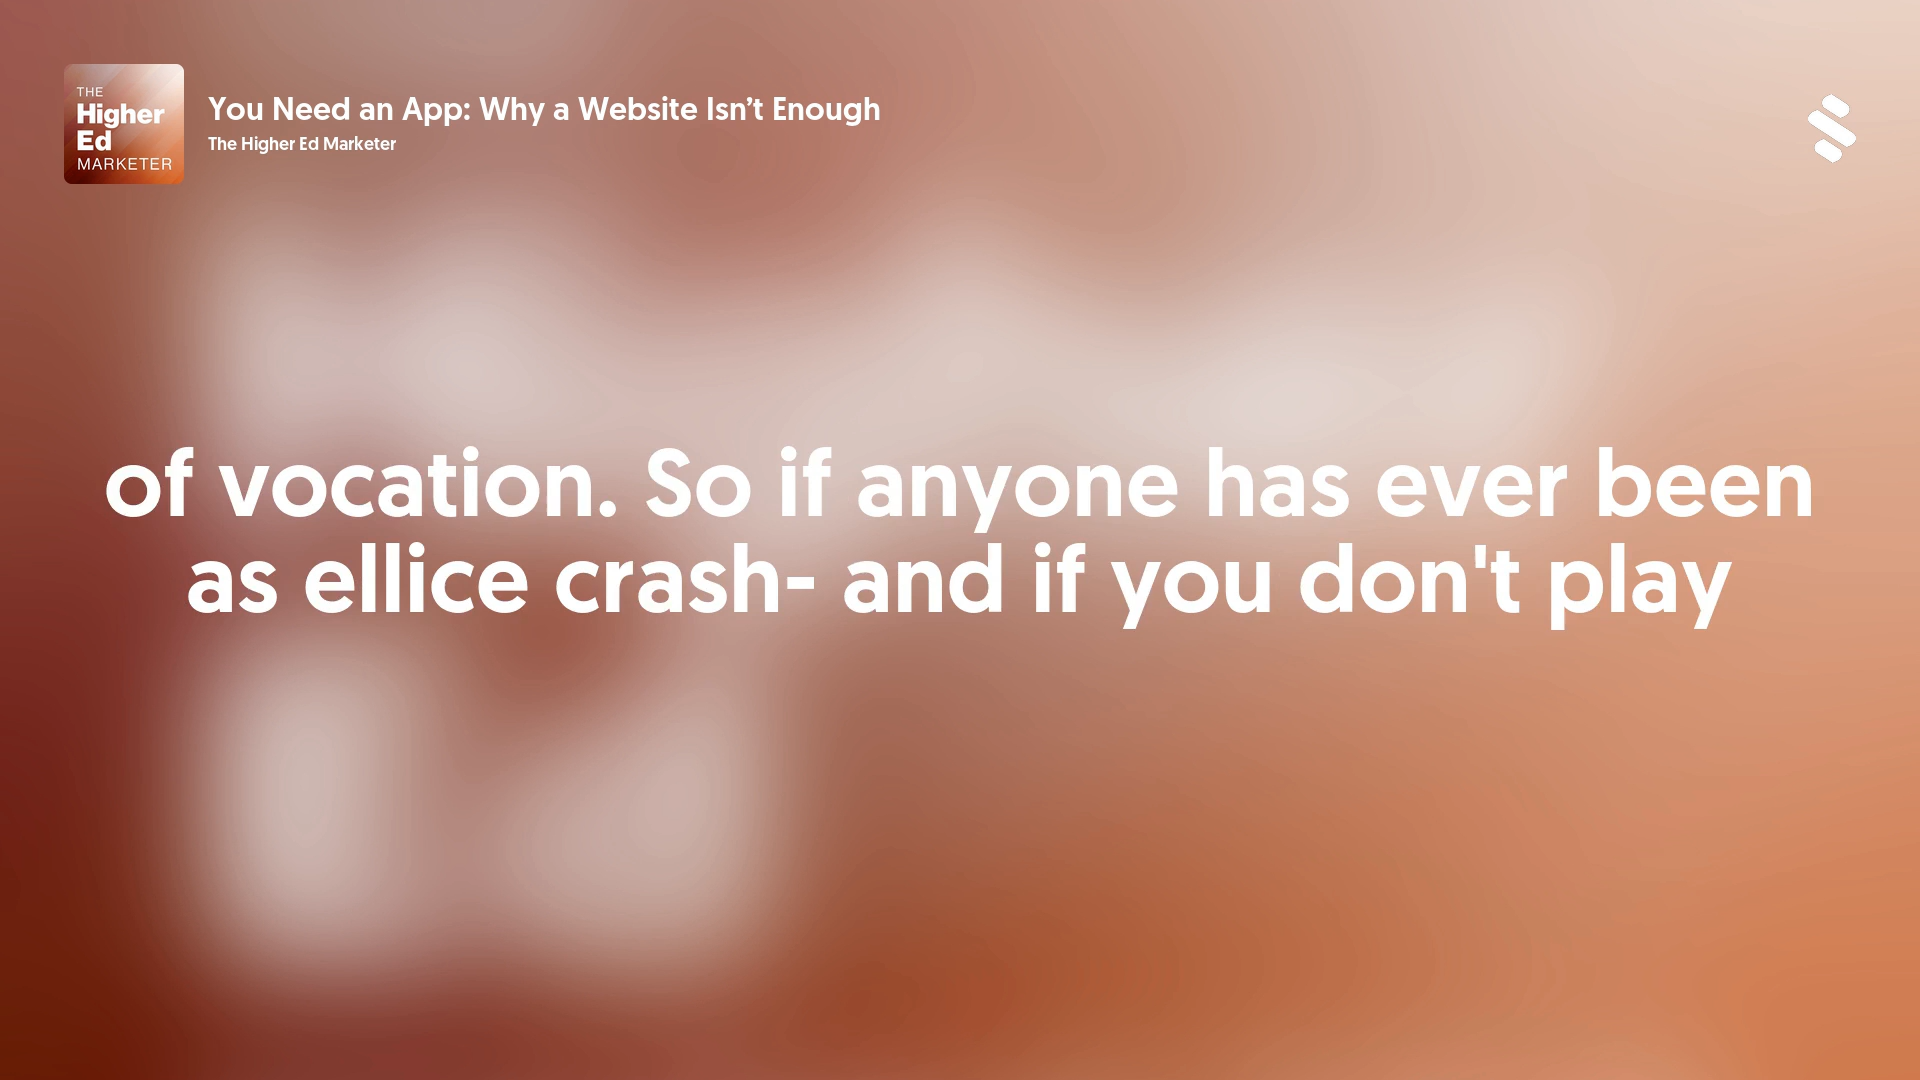 THE
Higher
Ed
MARKETER
You Need an App: Why a Website Isn’t Enough
The Higher Ed Marketer
of vocation. So if anyone has ever been
as ellice crash- and if you don't play